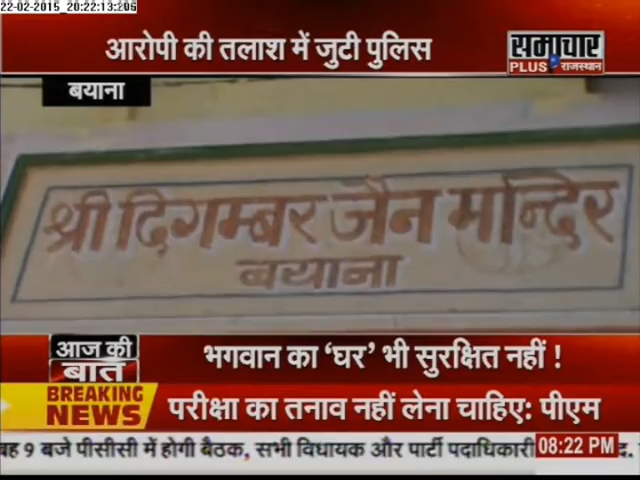 22-02-2015_20:22:13:206
आरोपी की तलाश में जुटी पुलिस
समाचार
PLUS राजस्थान
बयाना
श्री दिगम्बर जैन मन्दिर
बयाना
आज की
बात
भगवान का ‘घर’ भी सुरक्षित नहीं !
BREAKING
NEWS
परीक्षा का तनाव नहीं लेना चाहिए: पीएम
9 बजे पीसीसी में होगी बैठक, सभी विधायक और पार्टी पदाधिकारी
08:22 PM